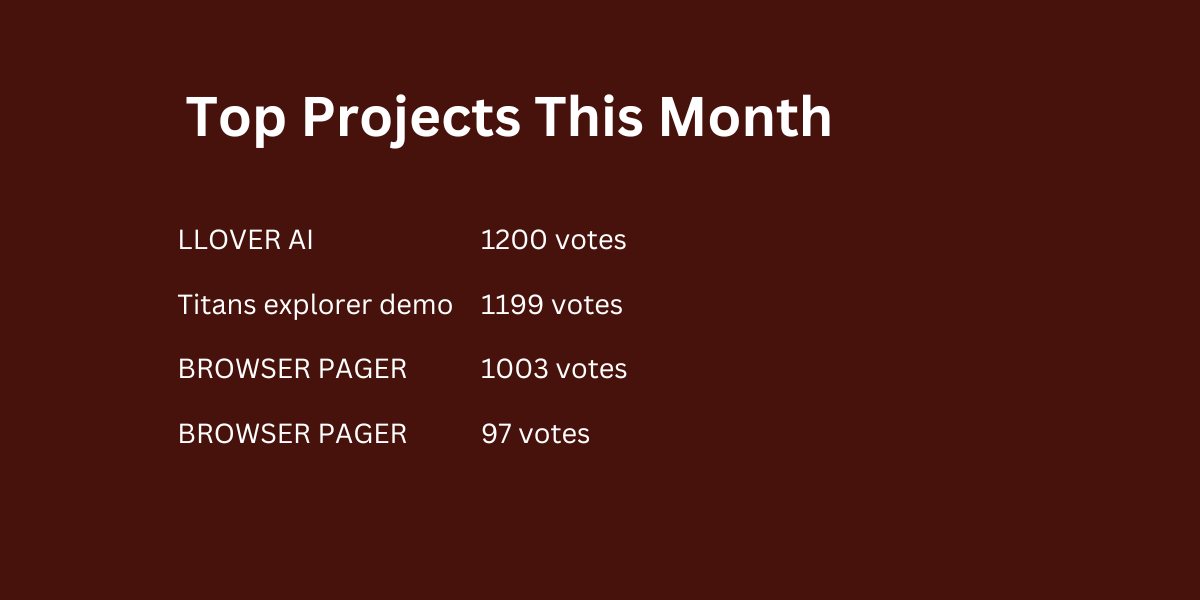 Top Projects This Month
LLOVER AI 1200 votes
Titans explorer demo 1199 votes
BROWSER PAGER 1003 votes
BROWSER PAGER 97 votes